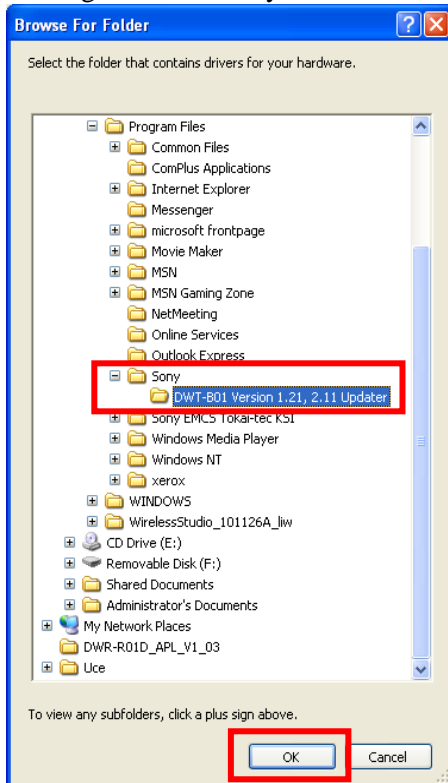 Browse For Folder
Select the folder that contains drivers for your hardware.
Program Files
Common Files
ComPlus Applications
Internet Explorer
Messenger
microsoft frontpage
Movie Maker
MSN
MSN Gaming Zone
NetMeeting
Online Services
Outlook Express
Sony
DWT-B01 Version 1.21, 2.11 Updater
Sony EMCS Tokai-tec KSI
Windows Media Player
Windows NT
xerox
WINDOWS
WirelessStudio_101126A_liw
CD Drive (E:)
Removable Disk (F:)
Shared Documents
Administrator's Documents
My Network Places
DWR-R01D_APL_V1_03
Uce
To view any subfolders, click a plus sign above.
OK Cancel